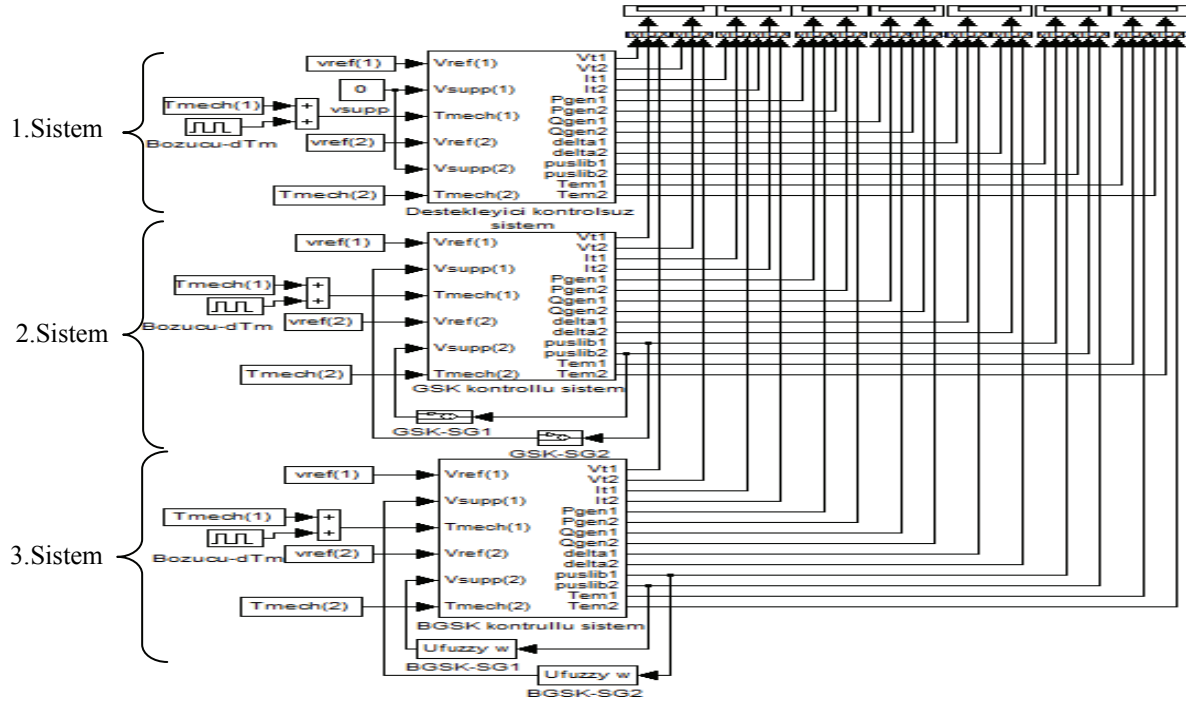 1.Sistem
vref(1)
0
vsupp
Tmech(1)
+
+
Bozucu-dTm
vref(2)
Tmech(2)
Vref(1)
Vsupp(1)
Tmech(1)
Vref(2)
Vsupp(2)
Tmech(2)
Vt1
Vt2
It1
It2
Pgen1
Pgen2
Qgen1
Qgen2
delta1
delta2
puslib1
puslib2
Tem1
Tem2
Destekleyici kontrolsuz
sistem
2.Sistem
vref(1)
Tmech(1)
+
+
Bozucu-dTm
vref(2)
Tmech(2)
Vref(1)
Vsupp(1)
Tmech(1)
Vref(2)
Vsupp(2)
Tmech(2)
Vt1
Vt2
It1
It2
Pgen1
Pgen2
Qgen1
Qgen2
delta1
delta2
puslib1
puslib2
Tem1
Tem2
GSK kontrollu sistem
GSK-SG1
GSK-SG2
3.Sistem
vref(1)
Tmech(1)
+
+
Bozucu-dTm
vref(2)
Tmech(2)
Vref(1)
Vsupp(1)
Tmech(1)
Vref(2)
Vsupp(2)
Tmech(2)
Vt1
Vt2
It1
It2
Pgen1
Pgen2
Qgen1
Qgen2
delta1
delta2
puslib1
puslib2
Tem1
Tem2
BGSK kontrullu sistem
Ufuzzy w
BGSK-SG1
Ufuzzy w
BGSK-SG2